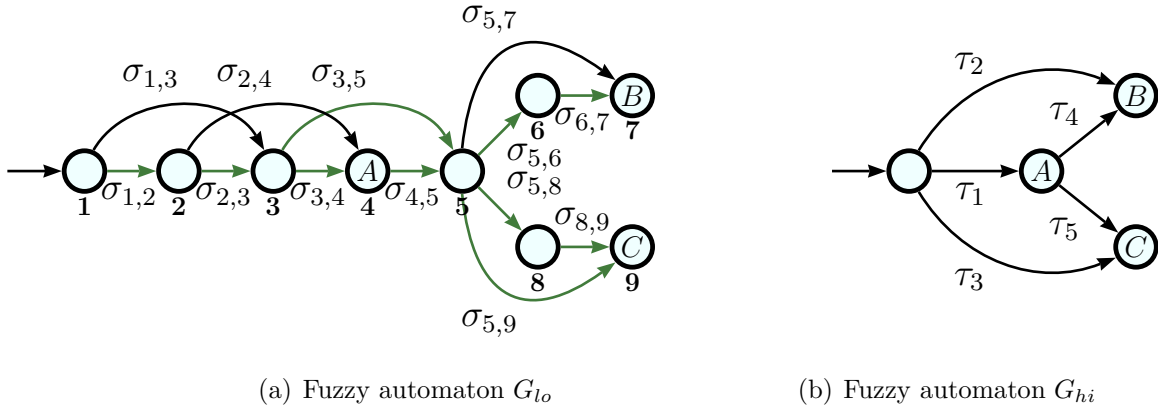 σ5,7
σ1,3 σ2,4 σ3,5
B
6 σ6,7 7
σ5,6
A
σ1,2 σ2,3 σ3,4 σ4,5
1 2 3 4 5
σ5,8
σ8,9
C
8 9
σ5,9
(a) Fuzzy automaton Glo
τ2
B
τ4
A
τ1
τ5
C
τ3
(b) Fuzzy automaton Ghi